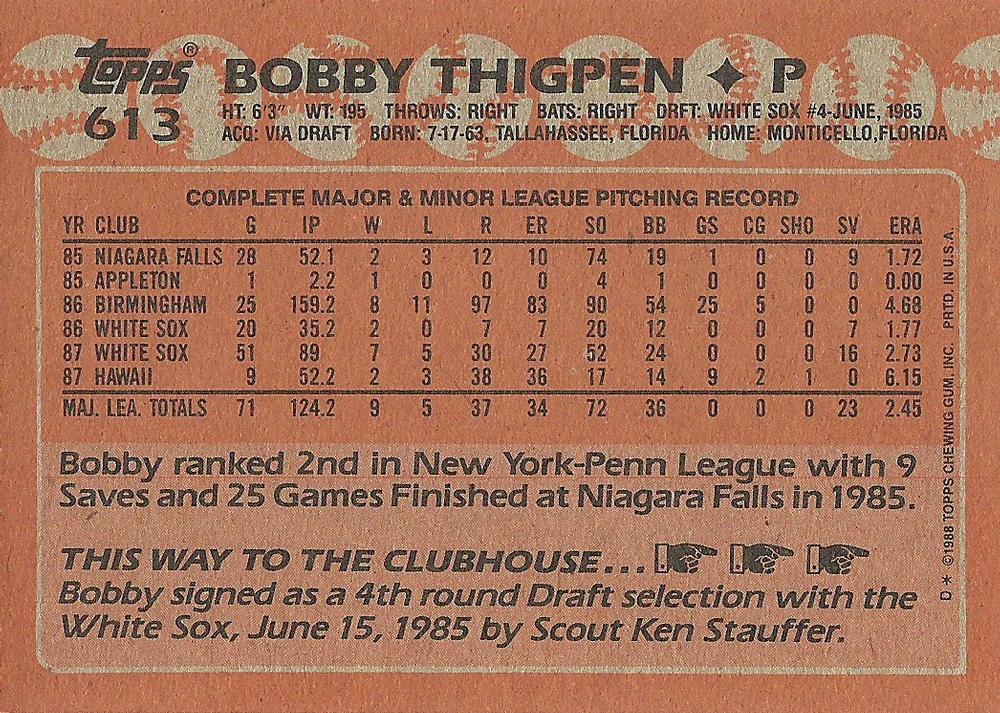 Topps® BOBBY THIGPEN ✦ P
613
HT: 6'3" WT: 195 THROWS: RIGHT BATS: RIGHT DRFT: WHITE SOX #4-JUNE, 1985
ACQ: VIA DRAFT BORN: 7-17-63, TALLAHASSEE, FLORIDA HOME: MONTICELLO,FLORIDA
COMPLETE MAJOR & MINOR LEAGUE PITCHING RECORD
YR CLUB G IP W L R ER SO BB GS CG SHO SV ERA
85 NIAGARA FALLS 28 52.1 2 3 12 10 74 19 1 0 0 9 1.72
85 APPLETON 1 2.2 1 0 0 0 4 1 0 0 0 0 0.00
86 BIRMINGHAM 25 159.2 8 11 97 83 90 54 25 5 0 0 4.68
86 WHITE SOX 20 35.2 2 0 7 7 20 12 0 0 0 7 1.77
87 WHITE SOX 51 89 7 5 30 27 52 24 0 0 0 16 2.73
87 HAWAII 9 52.2 2 3 38 36 17 14 9 2 1 0 6.15
MAJ. LEA. TOTALS 71 124.2 9 5 37 34 72 36 0 0 0 23 2.45
Bobby ranked 2nd in New York-Penn League with 9
Saves and 25 Games Finished at Niagara Falls in 1985.
THIS WAY TO THE CLUBHOUSE...
Bobby signed as a 4th round Draft selection with the
White Sox, June 15, 1985 by Scout Ken Stauffer.
D* ©1988 TOPPS CHEWING GUM, INC. PRTD. IN U.S.A.